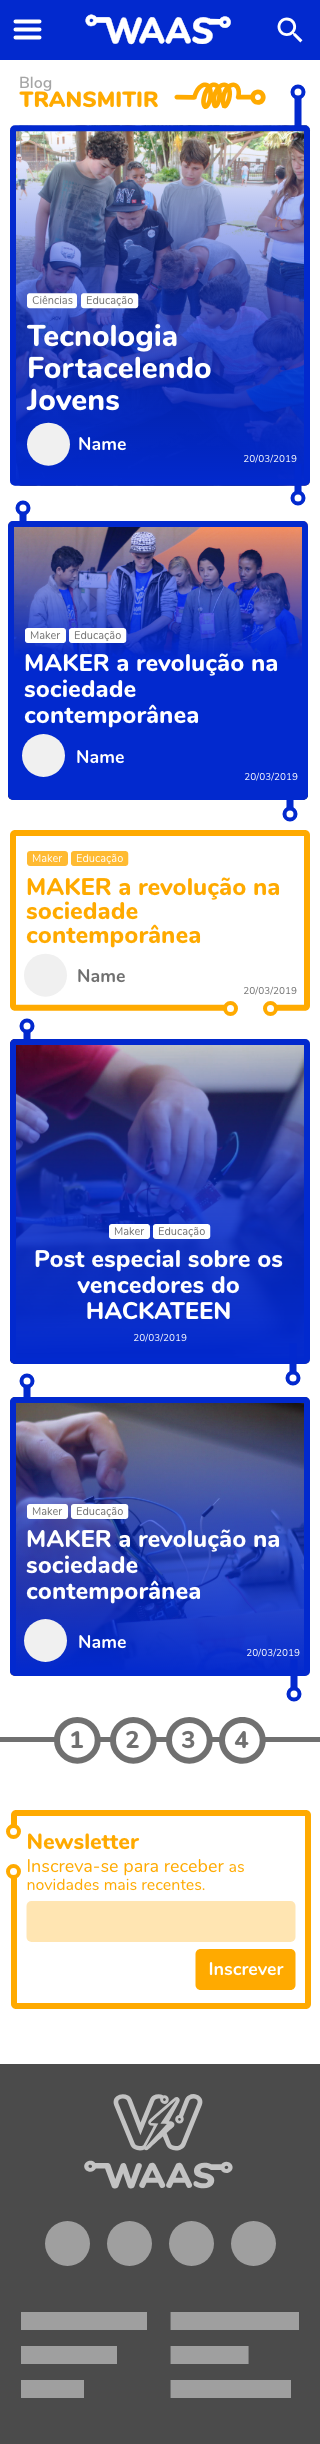 WAAS
Blog
TRANSMITIR
Ciências Educação
Tecnologia
Fortacelendo
Jovens
Name
20/03/2019
Maker Educação
MAKER a revolução na
sociedade
contemporânea
Name
20/03/2019
Maker Educação
MAKER a revolução na
sociedade
contemporânea
Name
20/03/2019
Maker Educação
Post especial sobre os
vencedores do
HACKATEEN
20/03/2019
Maker Educação
MAKER a revolução na
sociedade
contemporânea
Name
20/03/2019
1 2 3 4
Newsletter
Inscreva-se para receber as
novidades mais recentes.
Inscrever
W
WAAS